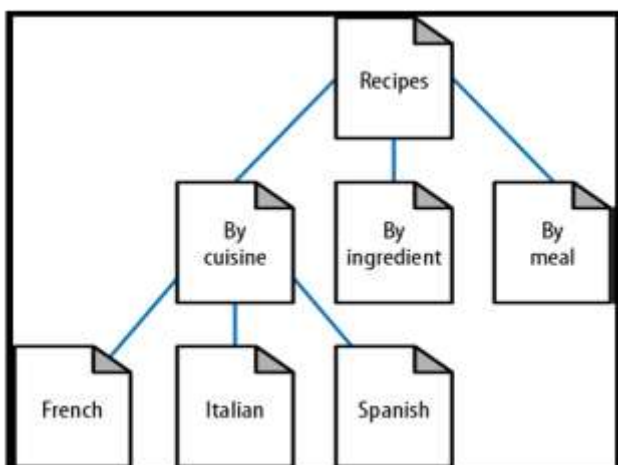 Recipes
By
cuisine
By
ingredient
By
meal
French
Italian
Spanish